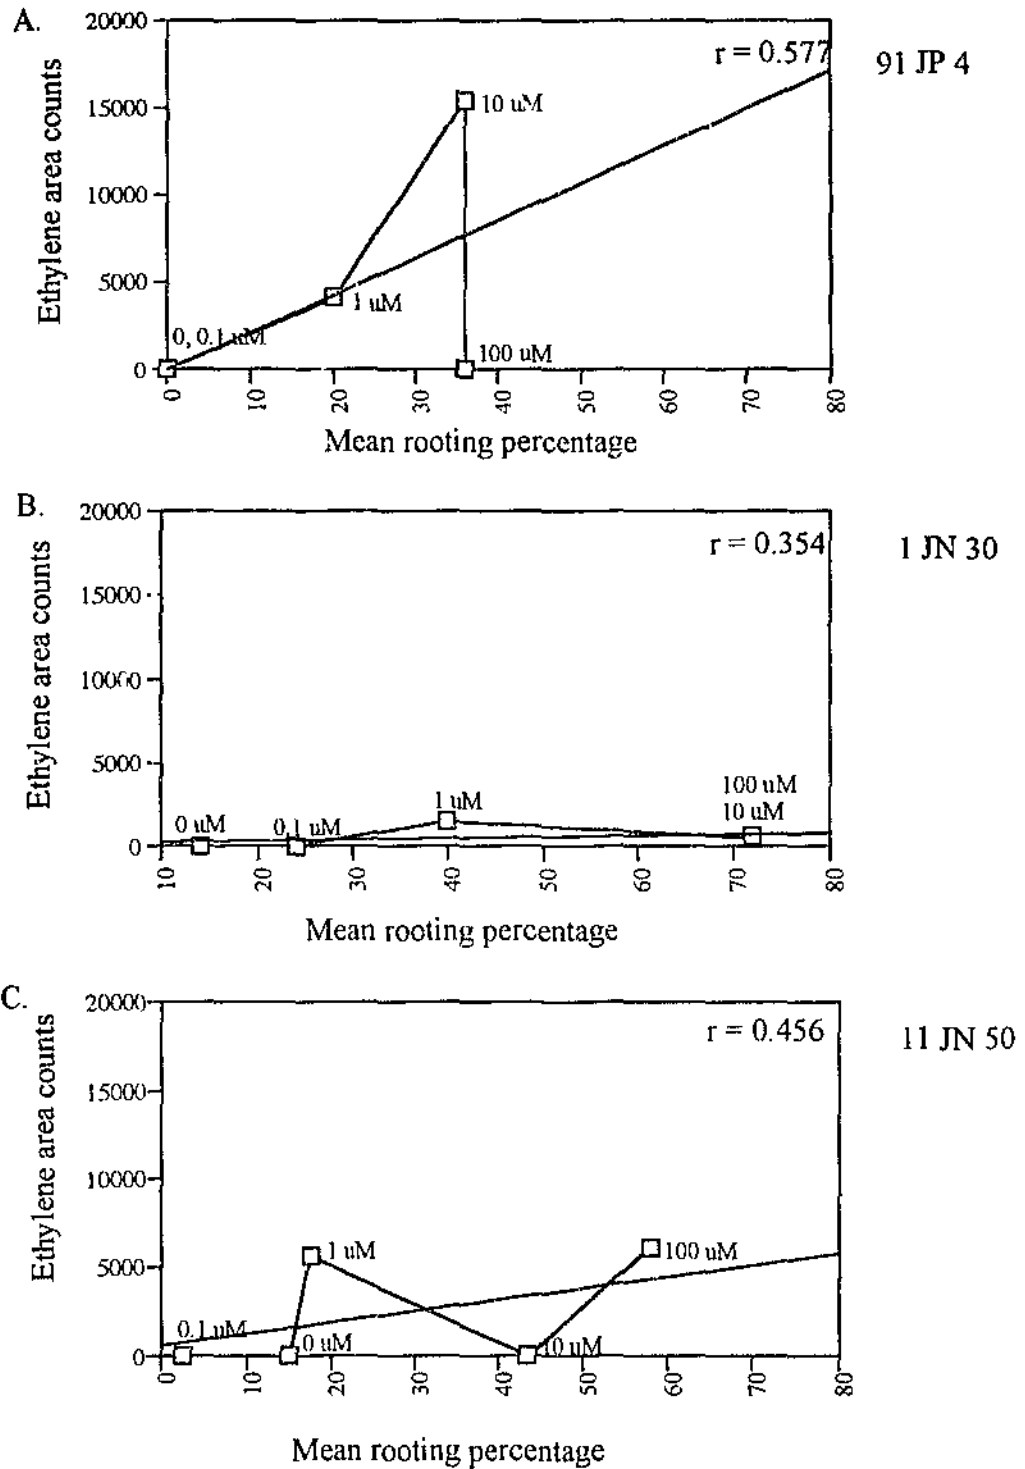 A.
20000
15000
10000
5000
0
Ethylene area counts
r = 0.577
91 JP 4
10 uM
1 uM
0, 0.1 uM
100 uM
0 10 20 30 40 50 60 70 80
Mean rooting percentage
B.
20000
15000
10000
5000
0
Ethylene area counts
r = 0.354
1 JN 30
0 uM
0.1 uM
1 uM
100 uM
10 uM
10 20 30 40 50 60 70 80
Mean rooting percentage
C.
20000
15000
10000
5000
0
Ethylene area counts
r = 0.456
11 JN 50
1 uM
100 uM
0.1 uM
0 uM
10 uM
0 10 20 30 40 50 60 70 80
Mean rooting percentage